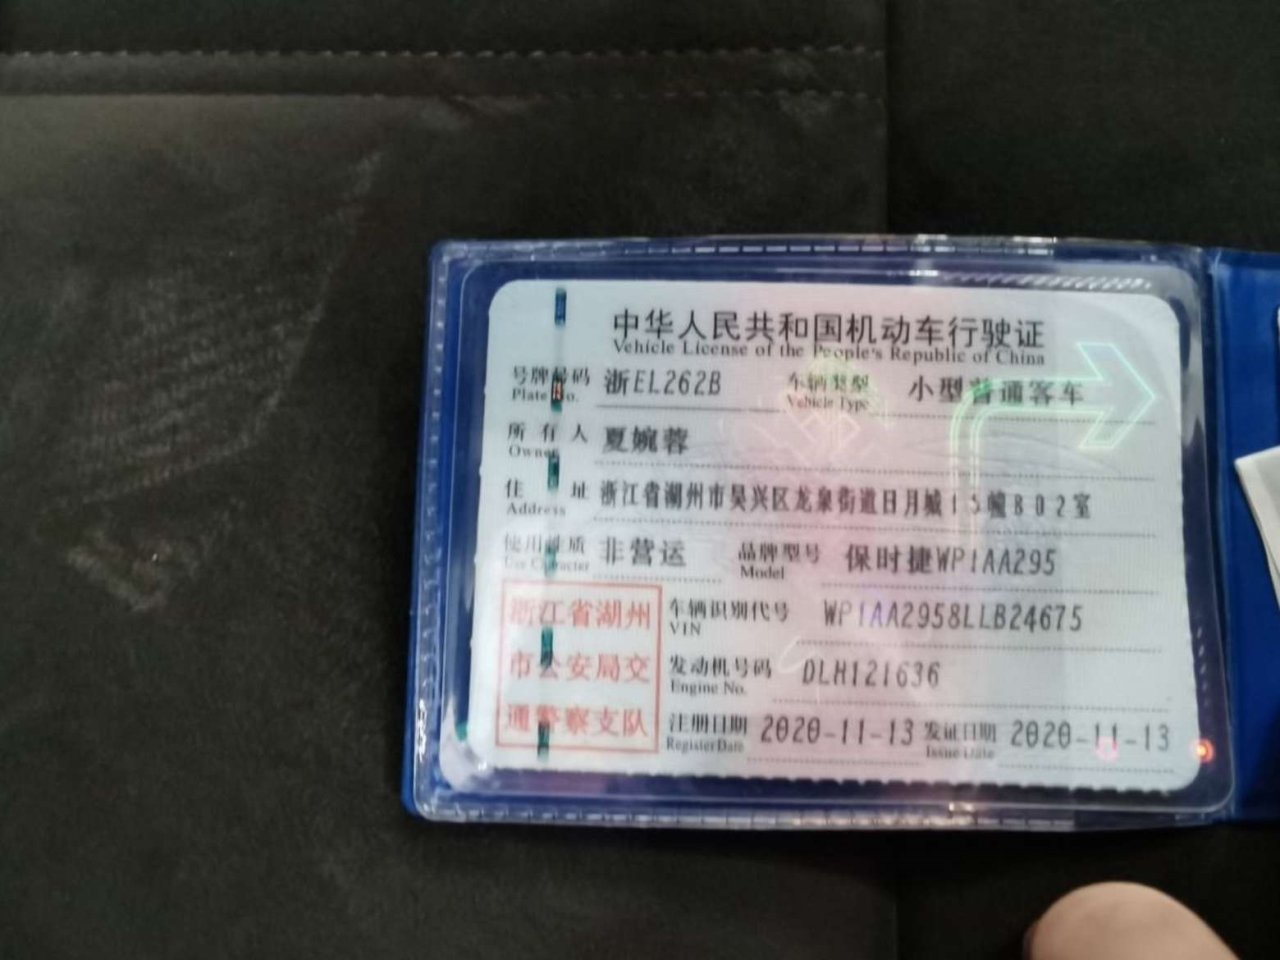 中华人民共和国机动车行驶证
Vehicle License of the People's Republic of China
号牌号码 浙EL262B 车辆类型 小型普通客车
Plate No. Vehicle Type
所有人 夏婉蓉
Owner
住址 浙江省湖州市吴兴区龙泉街道日月城15幢802室
Address
使用性质 非营运 品牌型号 保时捷WP1AA295
Use Character Model
浙江省湖州 车辆识别代号 WP1AA2958LLB24675
VIN
市公安局交 发动机号码 DLH121636
Engine No.
通警察支队 注册日期 2020-11-13 发证日期 2020-11-13
Register Date Issue Date